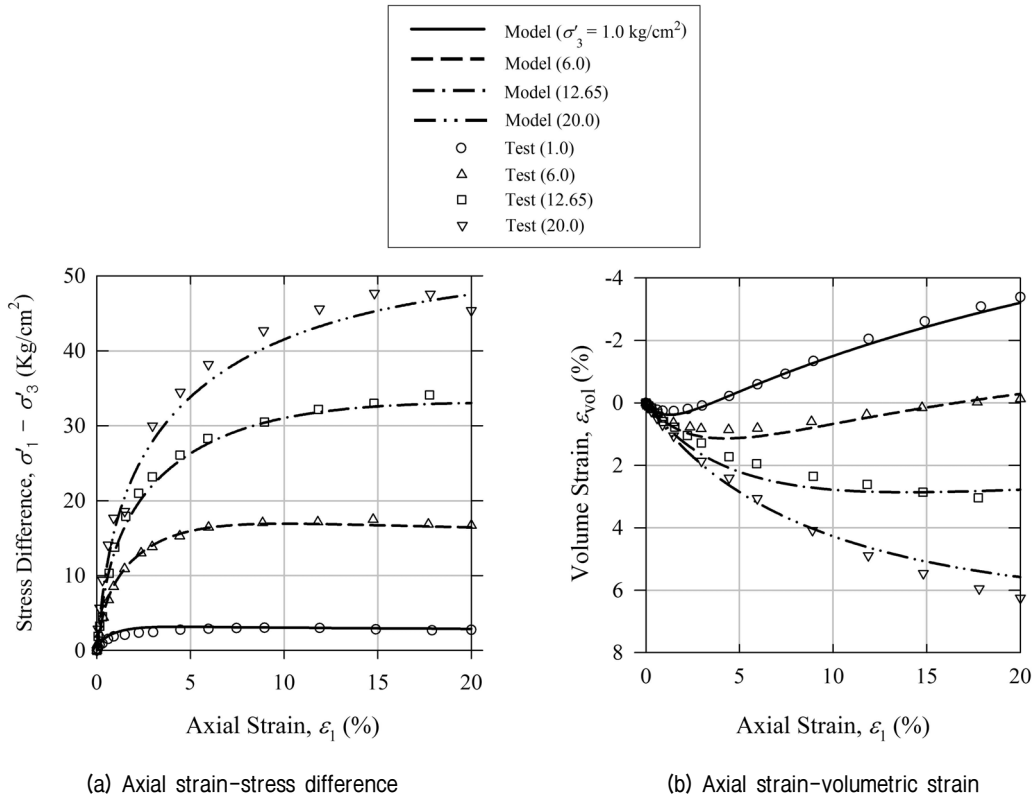 Model (σ′3 = 1.0 kg/cm²)
Model (6.0)
Model (12.65)
Model (20.0)
Test (1.0)
Test (6.0)
Test (12.65)
Test (20.0)
Stress Difference, σ′1 − σ′3 (Kg/cm²)
50
40
30
20
10
0
0 5 10 15 20
Axial Strain, ε1 (%)
(a) Axial strain-stress difference
Volume Strain, εvol (%)
-4
-2
0
2
4
6
8
0 5 10 15 20
Axial Strain, ε1 (%)
(b) Axial strain-volumetric strain